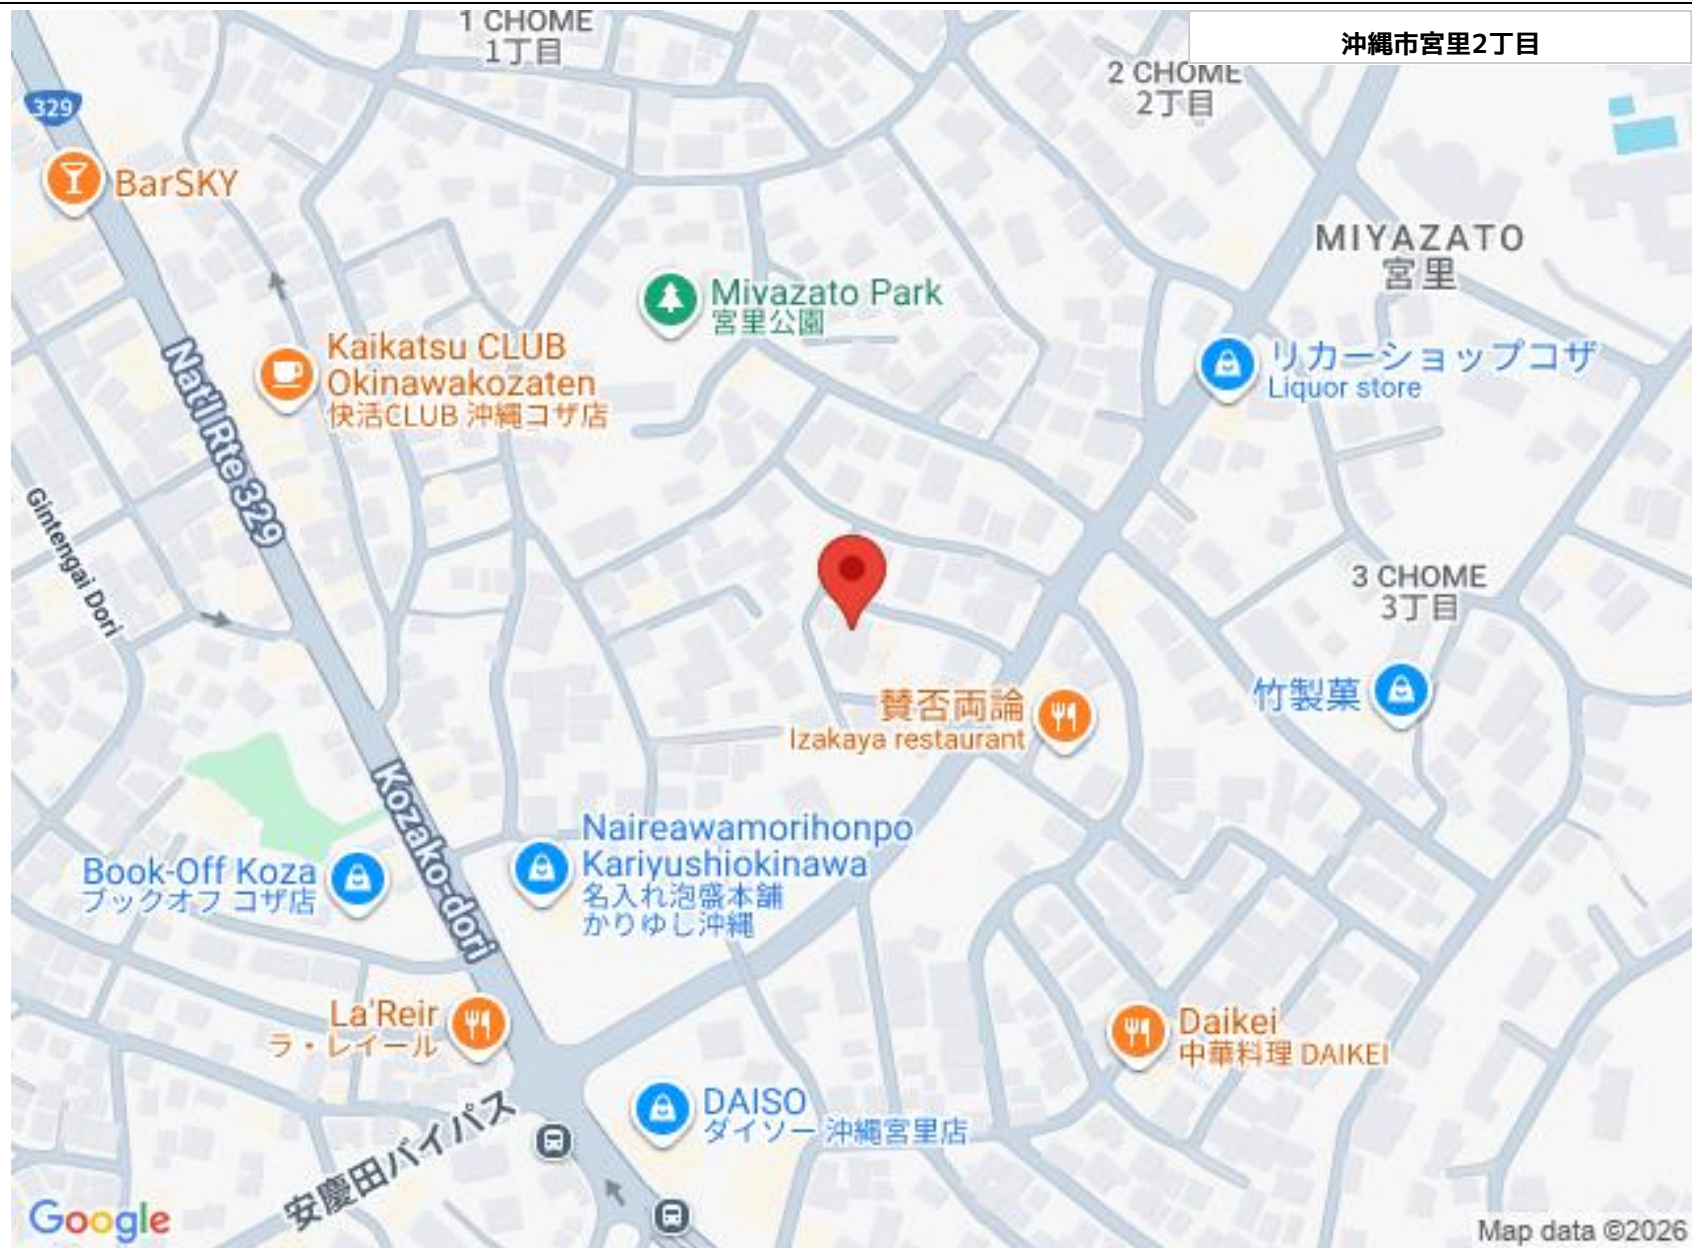 1 CHOME
1丁目
沖縄市宮里2丁目
2 CHOME
2丁目
329
BarSKY
MIYAZATO
宮里
Miyazato Park
宮里公園
Kaikatsu CLUB
Okinawakozaten
快活CLUB 沖縄コザ店
リカーショップコザ
Liquor store
Nat'l Rte 329
Gintengai Dori
3 CHOME
3丁目
竹製菓
賛否両論
Izakaya restaurant
Kozako-dori
Naireawamorihonpo
Kariyushiokinawa
名入れ泡盛本舗
かりゆし沖縄
Book-Off Koza
ブックオフ コザ店
La'Reir
ラ・レイール
Daikei
中華料理 DAIKEI
DAISO
ダイソー 沖縄宮里店
安慶田バイパス
Google
Map data ©2026